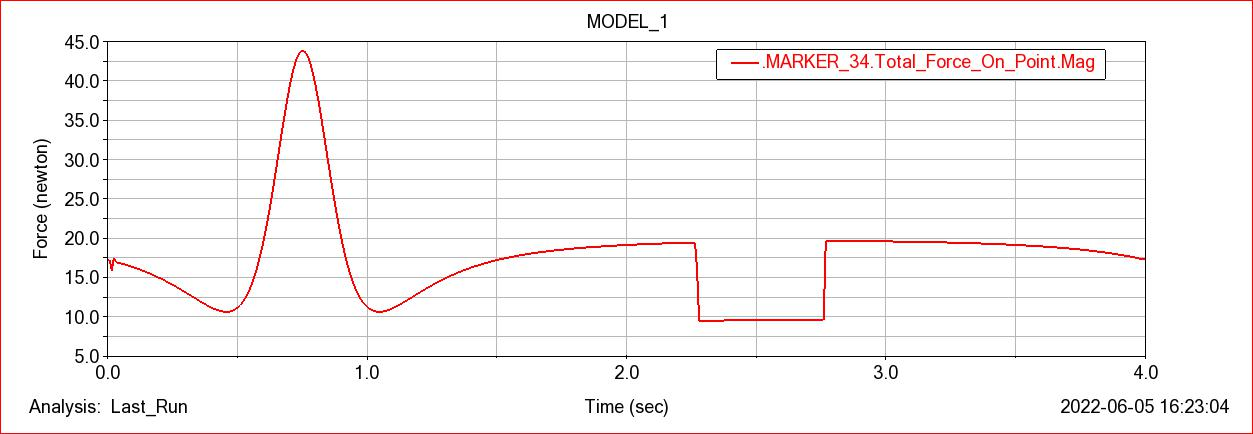 MODEL_1
.MARKER_34.Total_Force_On_Point.Mag
45.0
40.0
35.0
30.0
25.0
20.0
15.0
10.0
5.0
Force (newton)
0.0 1.0 2.0 3.0 4.0
Analysis: Last_Run Time (sec) 2022-06-05 16:23:04